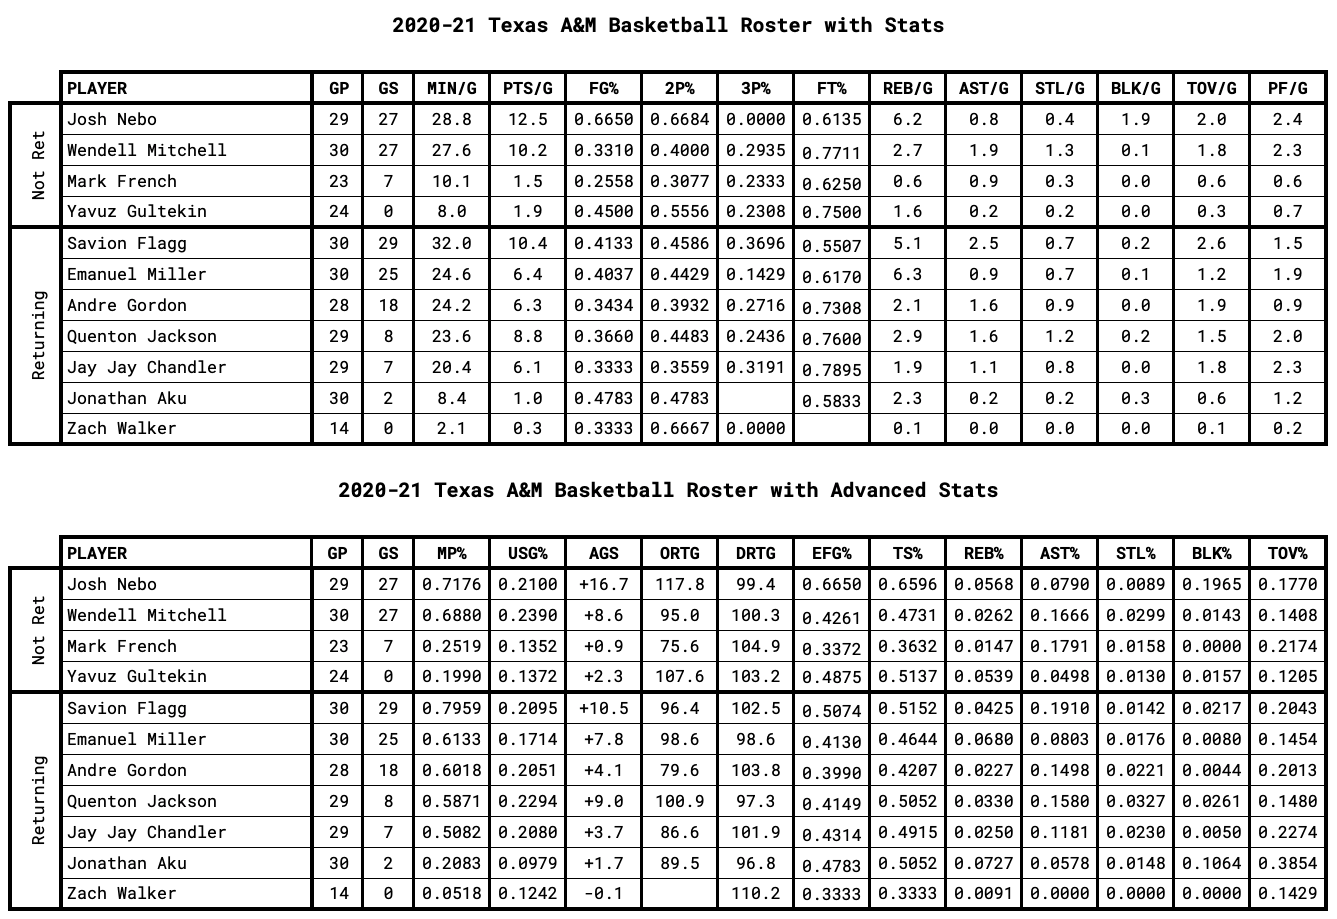 2020-21 Texas A&M Basketball Roster with Stats
PLAYER GP GS MIN/G PTS/G FG% 2P% 3P% FT% REB/G AST/G STL/G BLK/G TOV/G PF/G
Not Ret
Josh Nebo 29 27 28.8 12.5 0.6650 0.6684 0.0000 0.6135 6.2 0.8 0.4 1.9 2.0 2.4
Wendell Mitchell 30 27 27.6 10.2 0.3310 0.4000 0.2935 0.7711 2.7 1.9 1.3 0.1 1.8 2.3
Mark French 23 7 10.1 1.5 0.2558 0.3077 0.2333 0.6250 0.6 0.9 0.3 0.0 0.6 0.6
Yavuz Gultekin 24 0 8.0 1.9 0.4500 0.5556 0.2308 0.7500 1.6 0.2 0.2 0.0 0.3 0.7
Returning
Savion Flagg 30 29 32.0 10.4 0.4133 0.4586 0.3696 0.5507 5.1 2.5 0.7 0.2 2.6 1.5
Emanuel Miller 30 25 24.6 6.4 0.4037 0.4429 0.1429 0.6170 6.3 0.9 0.7 0.1 1.2 1.9
Andre Gordon 28 18 24.2 6.3 0.3434 0.3932 0.2716 0.7308 2.1 1.6 0.9 0.0 1.9 0.9
Quenton Jackson 29 8 23.6 8.8 0.3660 0.4483 0.2436 0.7600 2.9 1.6 1.2 0.2 1.5 2.0
Jay Jay Chandler 29 7 20.4 6.1 0.3333 0.3559 0.3191 0.7895 1.9 1.1 0.8 0.0 1.8 2.3
Jonathan Aku 30 2 8.4 1.0 0.4783 0.4783 0.5833 2.3 0.2 0.2 0.3 0.6 1.2
Zach Walker 14 0 2.1 0.3 0.3333 0.6667 0.0000 0.1 0.0 0.0 0.0 0.1 0.2
2020-21 Texas A&M Basketball Roster with Advanced Stats
PLAYER GP GS MP% USG% AGS ORTG DRTG EFG% TS% REB% AST% STL% BLK% TOV%
Not Ret
Josh Nebo 29 27 0.7176 0.2100 +16.7 117.8 99.4 0.6650 0.6596 0.0568 0.0790 0.0089 0.1965 0.1770
Wendell Mitchell 30 27 0.6880 0.2390 +8.6 95.0 100.3 0.4261 0.4731 0.0262 0.1666 0.0299 0.0143 0.1408
Mark French 23 7 0.2519 0.1352 +0.9 75.6 104.9 0.3372 0.3632 0.0147 0.1791 0.0158 0.0000 0.2174
Yavuz Gultekin 24 0 0.1990 0.1372 +2.3 107.6 103.2 0.4875 0.5137 0.0539 0.0498 0.0130 0.0157 0.1205
Returning
Savion Flagg 30 29 0.7959 0.2095 +10.5 96.4 102.5 0.5074 0.5152 0.0425 0.1910 0.0142 0.0217 0.2043
Emanuel Miller 30 25 0.6133 0.1714 +7.8 98.6 98.6 0.4130 0.4644 0.0680 0.0803 0.0176 0.0080 0.1454
Andre Gordon 28 18 0.6018 0.2051 +4.1 79.6 103.8 0.3990 0.4207 0.0227 0.1498 0.0221 0.0044 0.2013
Quenton Jackson 29 8 0.5871 0.2294 +9.0 100.9 97.3 0.4149 0.5052 0.0330 0.1580 0.0327 0.0261 0.1480
Jay Jay Chandler 29 7 0.5082 0.2080 +3.7 86.6 101.9 0.4314 0.4915 0.0250 0.1181 0.0230 0.0050 0.2274
Jonathan Aku 30 2 0.2083 0.0979 +1.7 89.5 96.8 0.4783 0.5052 0.0727 0.0578 0.0148 0.1064 0.3854
Zach Walker 14 0 0.0518 0.1242 -0.1 110.2 0.3333 0.3333 0.0091 0.0000 0.0000 0.0000 0.1429